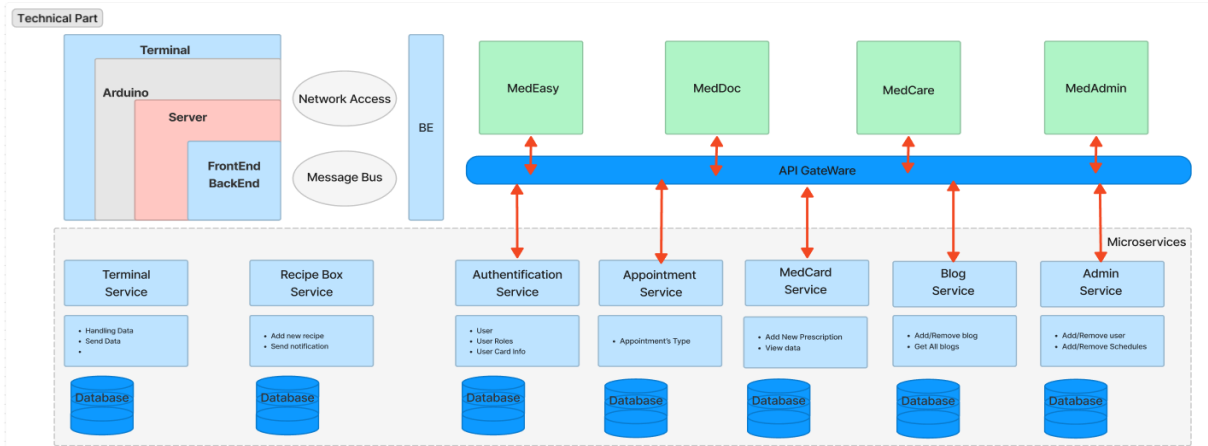 Technical Part
Terminal
Arduino
Server
FrontEnd
BackEnd
Network Access
Message Bus
BE
MedEasy
MedDoc
MedCare
MedAdmin
API GateWare
Microservices
Terminal
Service
Recipe Box
Service
Authentification
Service
Appointment
Service
MedCard
Service
Blog
Service
Admin
Service
• Handling Data
• Send Data
•
• Add new recipe
• Send notification
• User
• User Roles
• User Card Info
• Appointment's Type
• Add New Prescription
• View data
• Add/Remove blog
• Get All blogs
• Add/Remove user
• Add/Remove Schedules
Database
Database
Database
Database
Database
Database
Database